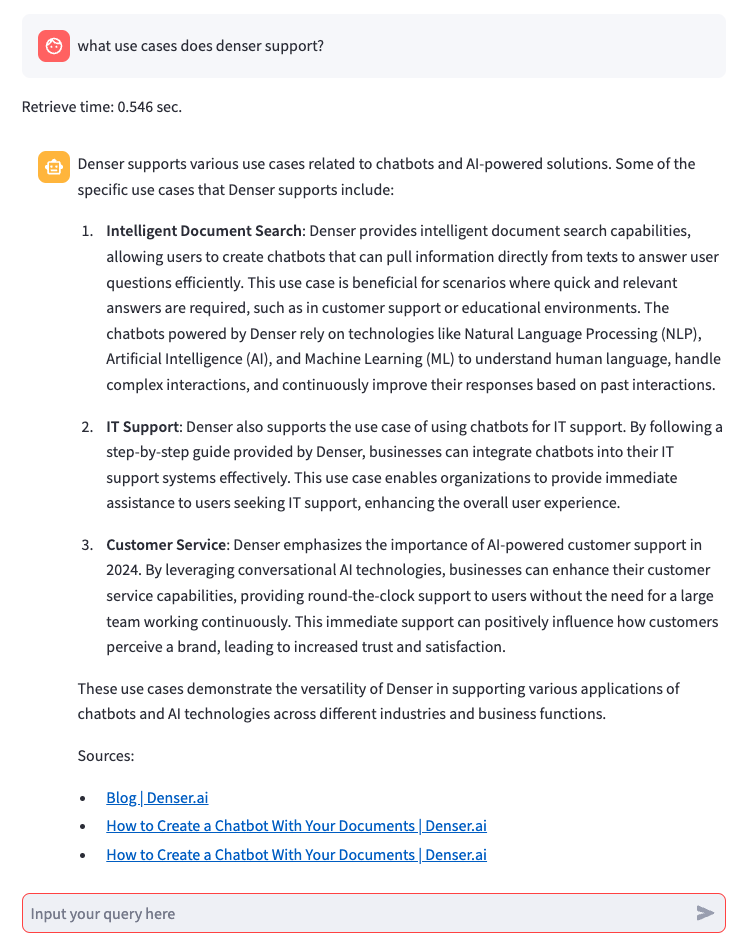 what use cases does denser support?
Retrieve time: 0.546 sec.
Denser supports various use cases related to chatbots and AI-powered solutions. Some of the
specific use cases that Denser supports include:
1. Intelligent Document Search: Denser provides intelligent document search capabilities,
allowing users to create chatbots that can pull information directly from texts to answer user
questions efficiently. This use case is beneficial for scenarios where quick and relevant
answers are required, such as in customer support or educational environments. The
chatbots powered by Denser rely on technologies like Natural Language Processing (NLP),
Artificial Intelligence (AI), and Machine Learning (ML) to understand human language, handle
complex interactions, and continuously improve their responses based on past interactions.
2. IT Support: Denser also supports the use case of using chatbots for IT support. By following a
step-by-step guide provided by Denser, businesses can integrate chatbots into their IT
support systems effectively. This use case enables organizations to provide immediate
assistance to users seeking IT support, enhancing the overall user experience.
3. Customer Service: Denser emphasizes the importance of AI-powered customer support in
2024. By leveraging conversational AI technologies, businesses can enhance their customer
service capabilities, providing round-the-clock support to users without the need for a large
team working continuously. This immediate support can positively influence how customers
perceive a brand, leading to increased trust and satisfaction.
These use cases demonstrate the versatility of Denser in supporting various applications of
chatbots and AI technologies across different industries and business functions.
Sources:
• Blog | Denser.ai
• How to Create a Chatbot With Your Documents | Denser.ai
• How to Create a Chatbot With Your Documents | Denser.ai
Input your query here